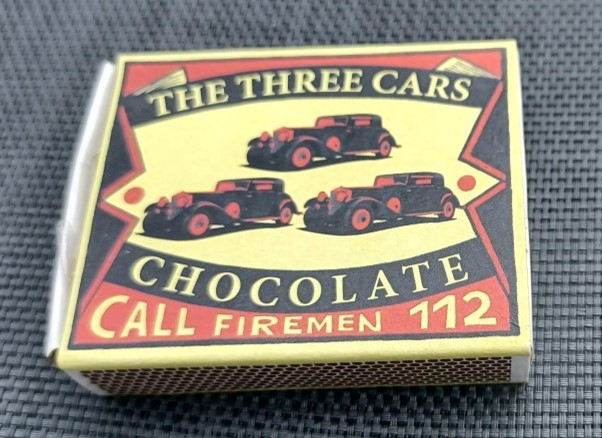 THE THREE CARS
CHOCOLATE
CALL FIREMEN 112